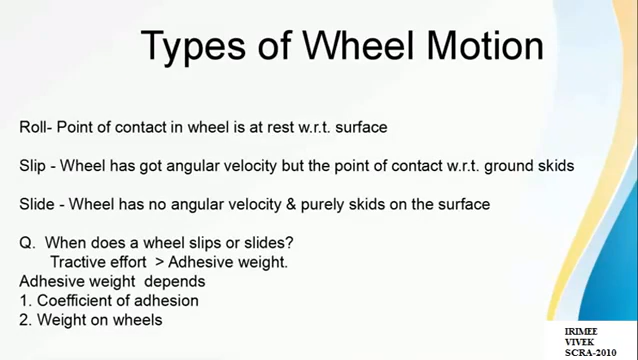 Types of Wheel Motion
Roll- Point of contact in wheel is at rest w.r.t. surface
Slip - Wheel has got angular velocity but the point of contact w.r.t. ground skids
Slide - Wheel has no angular velocity & purely skids on the surface
Q. When does a wheel slips or slides?
Tractive effort > Adhesive weight.
Adhesive weight depends
1. Coefficient of adhesion
2. Weight on wheels
IRIMEE
VIVEK
SCRA-2010